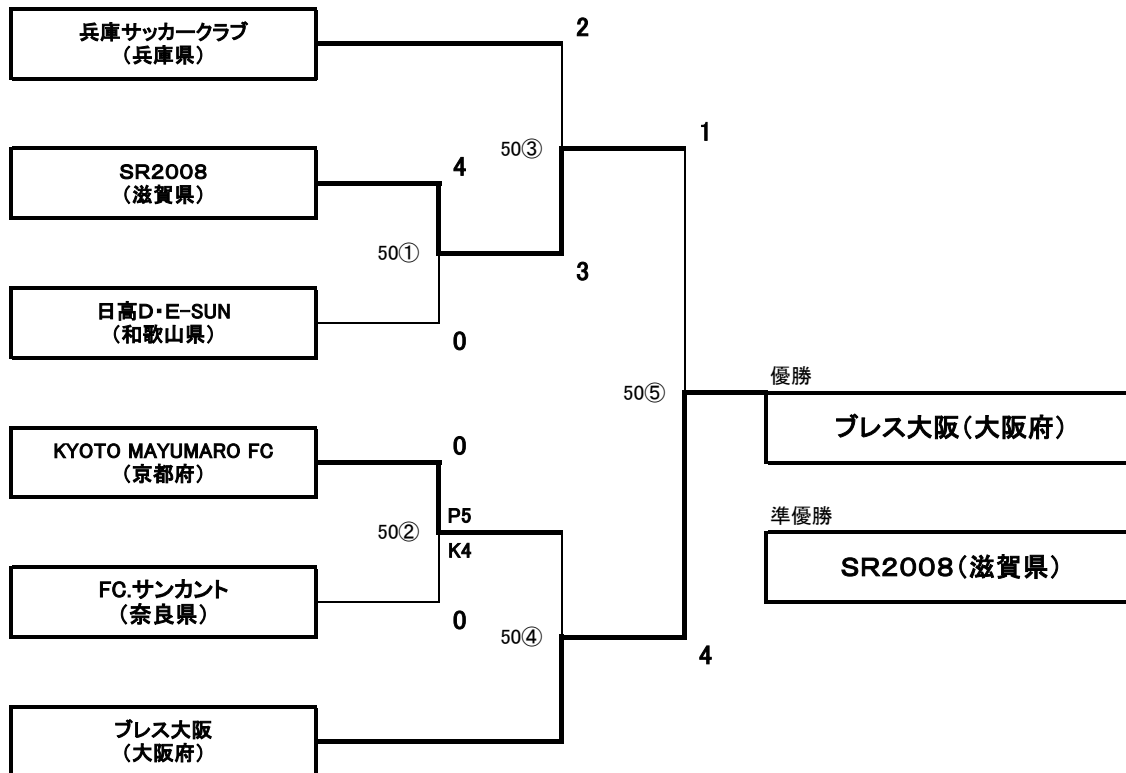 兵庫サッカークラブ
(兵庫県)
2
50③
1
SR2008
(滋賀県)
4
50①
3
日高D・E-SUN
(和歌山県)
0
50⑤
優勝
ブレス大阪(大阪府)
KYOTO MAYUMARO FC
(京都府)
0
50②
P5
K4
準優勝
SR2008(滋賀県)
FC.サンカント
(奈良県)
0
50④
4
ブレス大阪
(大阪府)